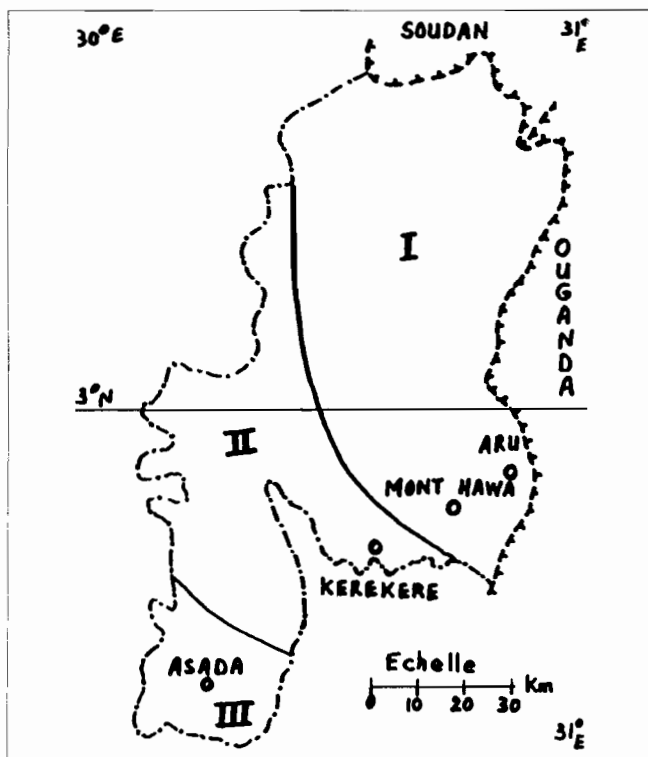 30°E
SOUDAN
31°
E
I
OUGANDA
3°N
II
ARU
MONT HAWA
KEREKERE
ASADA
III
Echelle
Km
0 10 20 30
31°
E